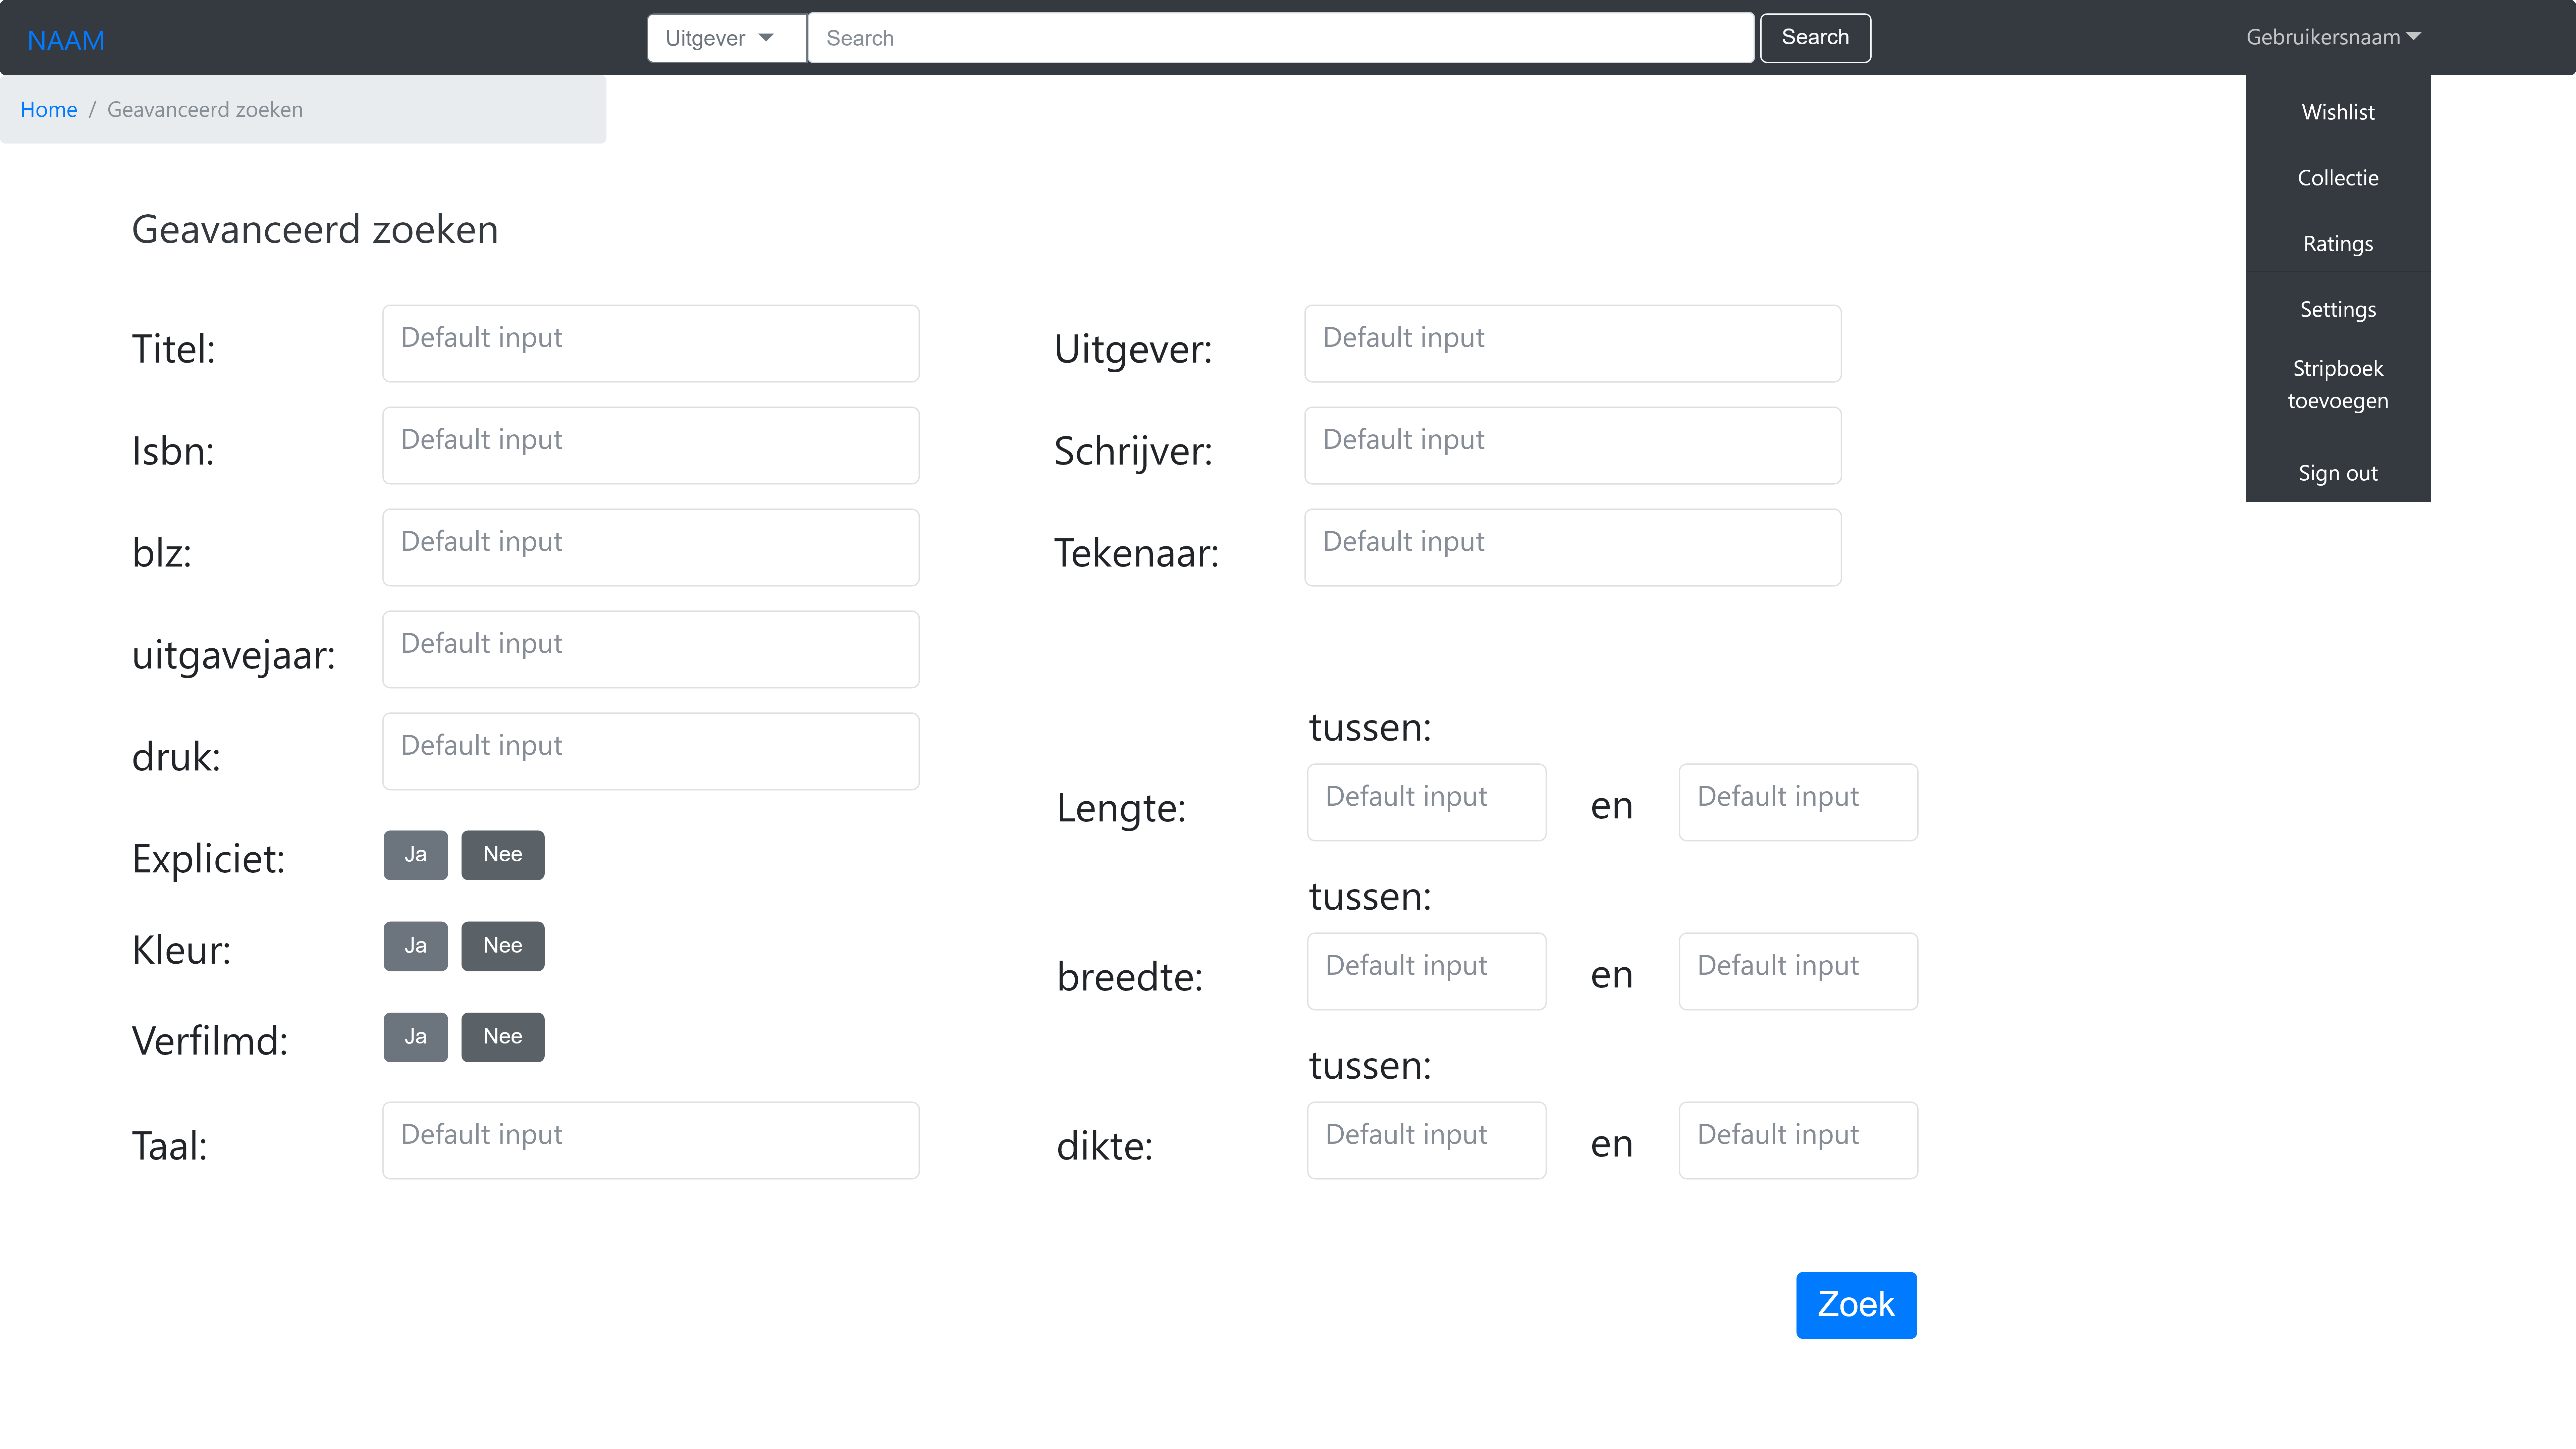 NAAM
Uitgever
Search
Search
Gebruikersnaam
Home / Geavanceerd zoeken
Wishlist
Collectie
Ratings
Settings
Stripboek
toevoegen
Sign out
Geavanceerd zoeken
Titel: Default input
Isbn: Default input
blz: Default input
uitgavejaar: Default input
druk: Default input
Expliciet: Ja Nee
Kleur: Ja Nee
Verfilmd: Ja Nee
Taal: Default input
Uitgever: Default input
Schrijver: Default input
Tekenaar: Default input
tussen:
Lengte: Default input en Default input
tussen:
breedte: Default input en Default input
tussen:
dikte: Default input en Default input
Zoek